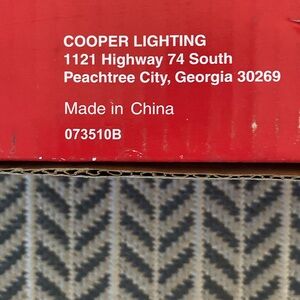 COOPER LIGHTING
1121 Highway 74 South
Peachtree City, Georgia 30269
Made in China
073510B